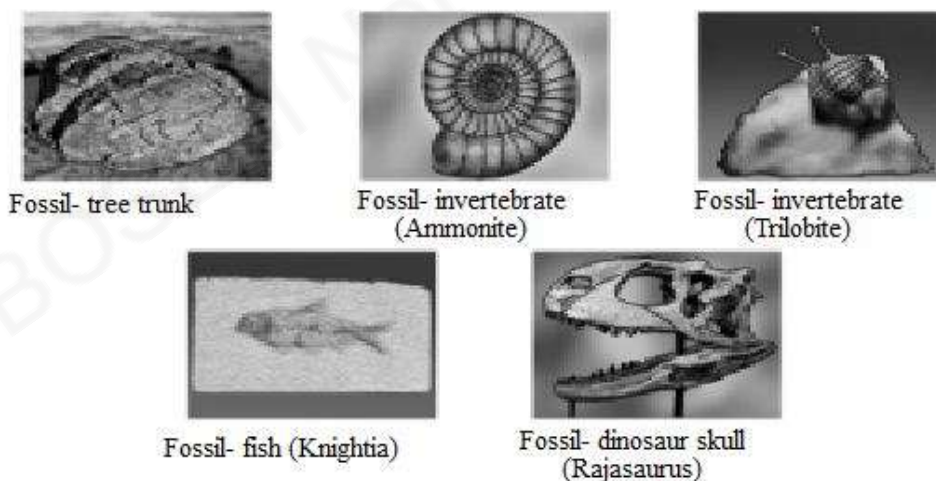 Fossil- tree trunk
Fossil- invertebrate
(Ammonite)
Fossil- invertebrate
(Trilobite)
Fossil- fish (Knightia)
Fossil- dinosaur skull
(Rajasaurus)